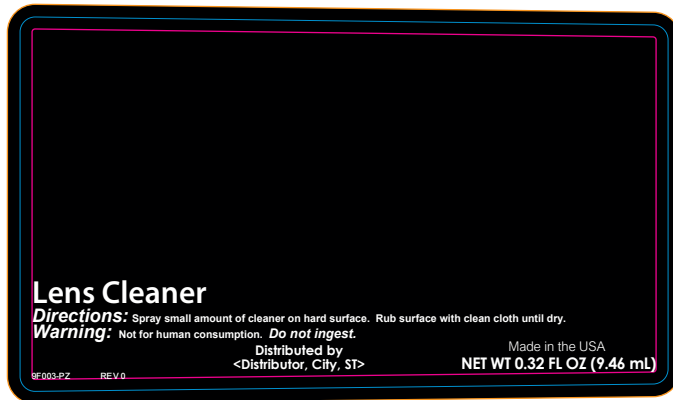 Lens Cleaner
Directions: Spray small amount of cleaner on hard surface. Rub surface with clean cloth until dry.
Warning: Not for human consumption. Do not ingest.
Distributed by
<Distributor, City, ST>
Made in the USA
NET WT 0.32 FL OZ (9.46 mL)
9F003-PZ REV 0